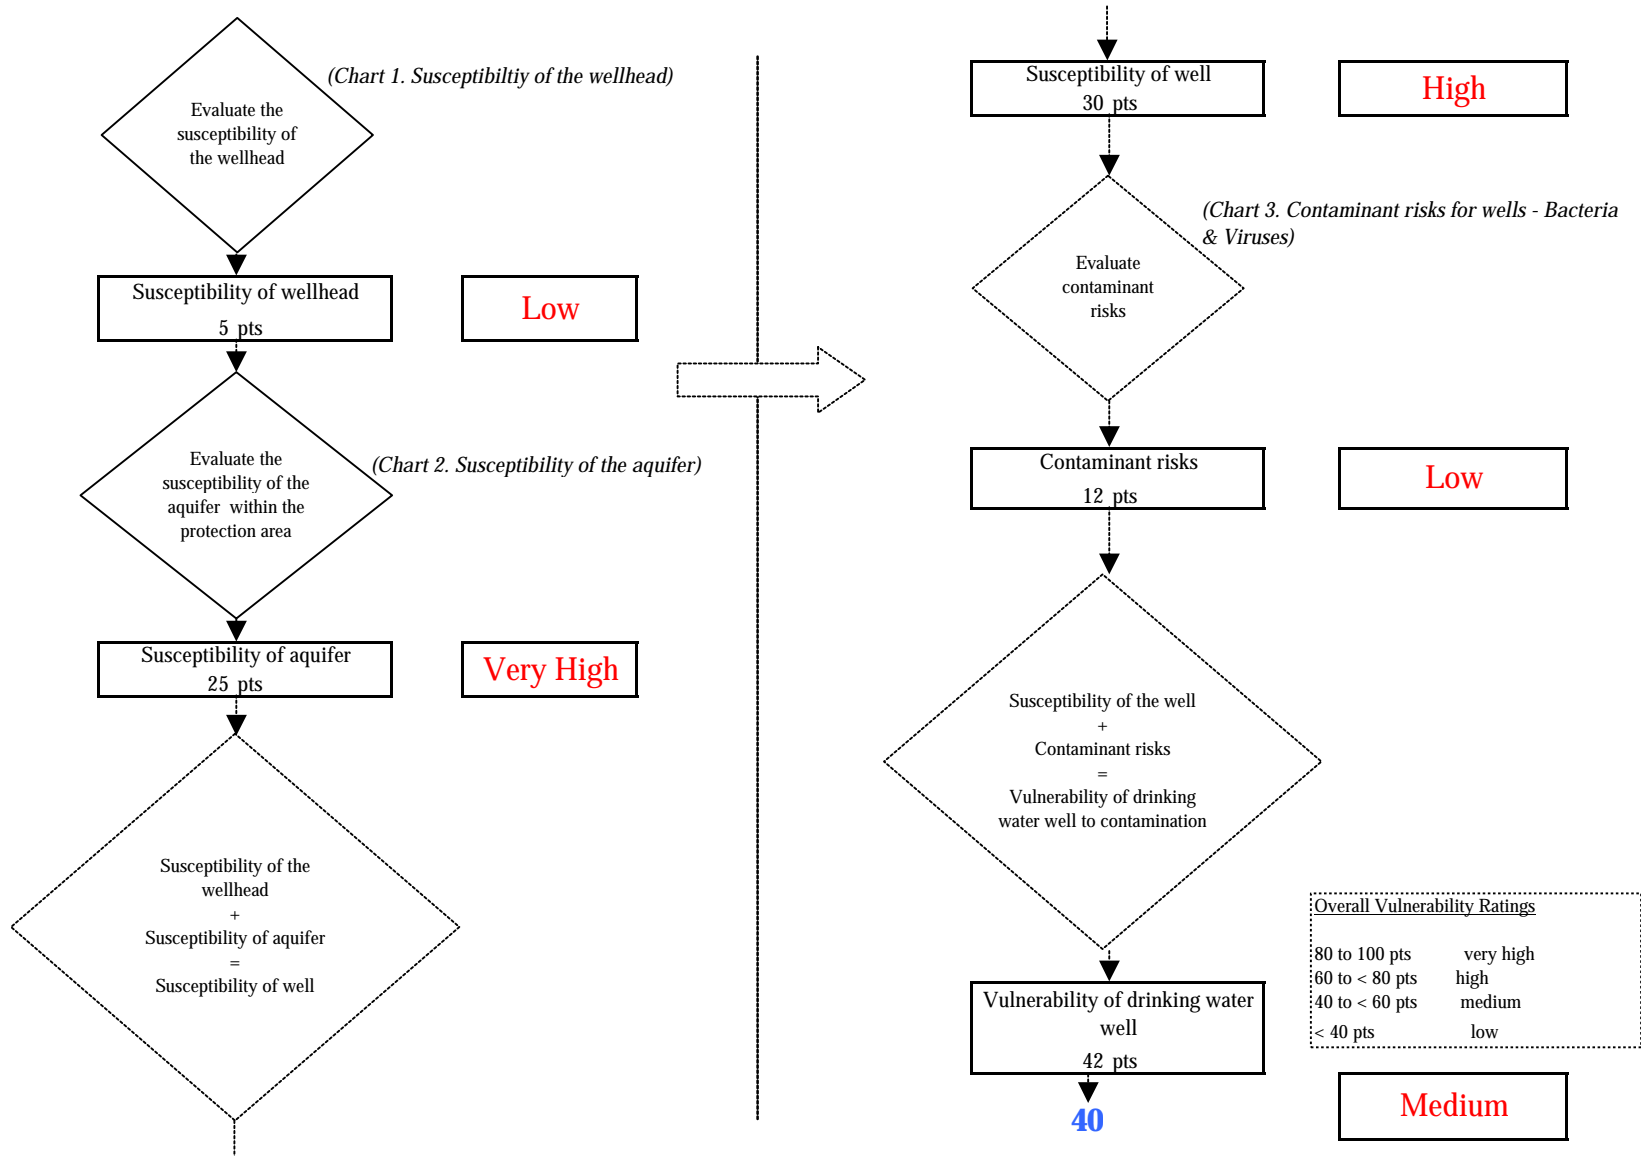 (Chart 1. Susceptibiltiy of the wellhead)
Evaluate the
susceptibility of
the wellhead
Susceptibility of wellhead
5 pts
Low
(Chart 2. Susceptibility of the aquifer)
Evaluate the
susceptibility of the
aquifer within the
protection area
Susceptibility of aquifer
25 pts
Very High
Susceptibility of the
wellhead
+
Susceptibility of aquifer
=
Susceptibility of well
Susceptibility of well
30 pts
High
(Chart 3. Contaminant risks for wells - Bacteria
& Viruses)
Evaluate
contaminant
risks
Contaminant risks
12 pts
Low
Susceptibility of the well
+
Contaminant risks
=
Vulnerability of drinking
water well to contamination
Overall Vulnerability Ratings
80 to 100 pts very high
60 to < 80 pts high
40 to < 60 pts medium
< 40 pts low
Vulnerability of drinking water
well
42 pts
40
Medium